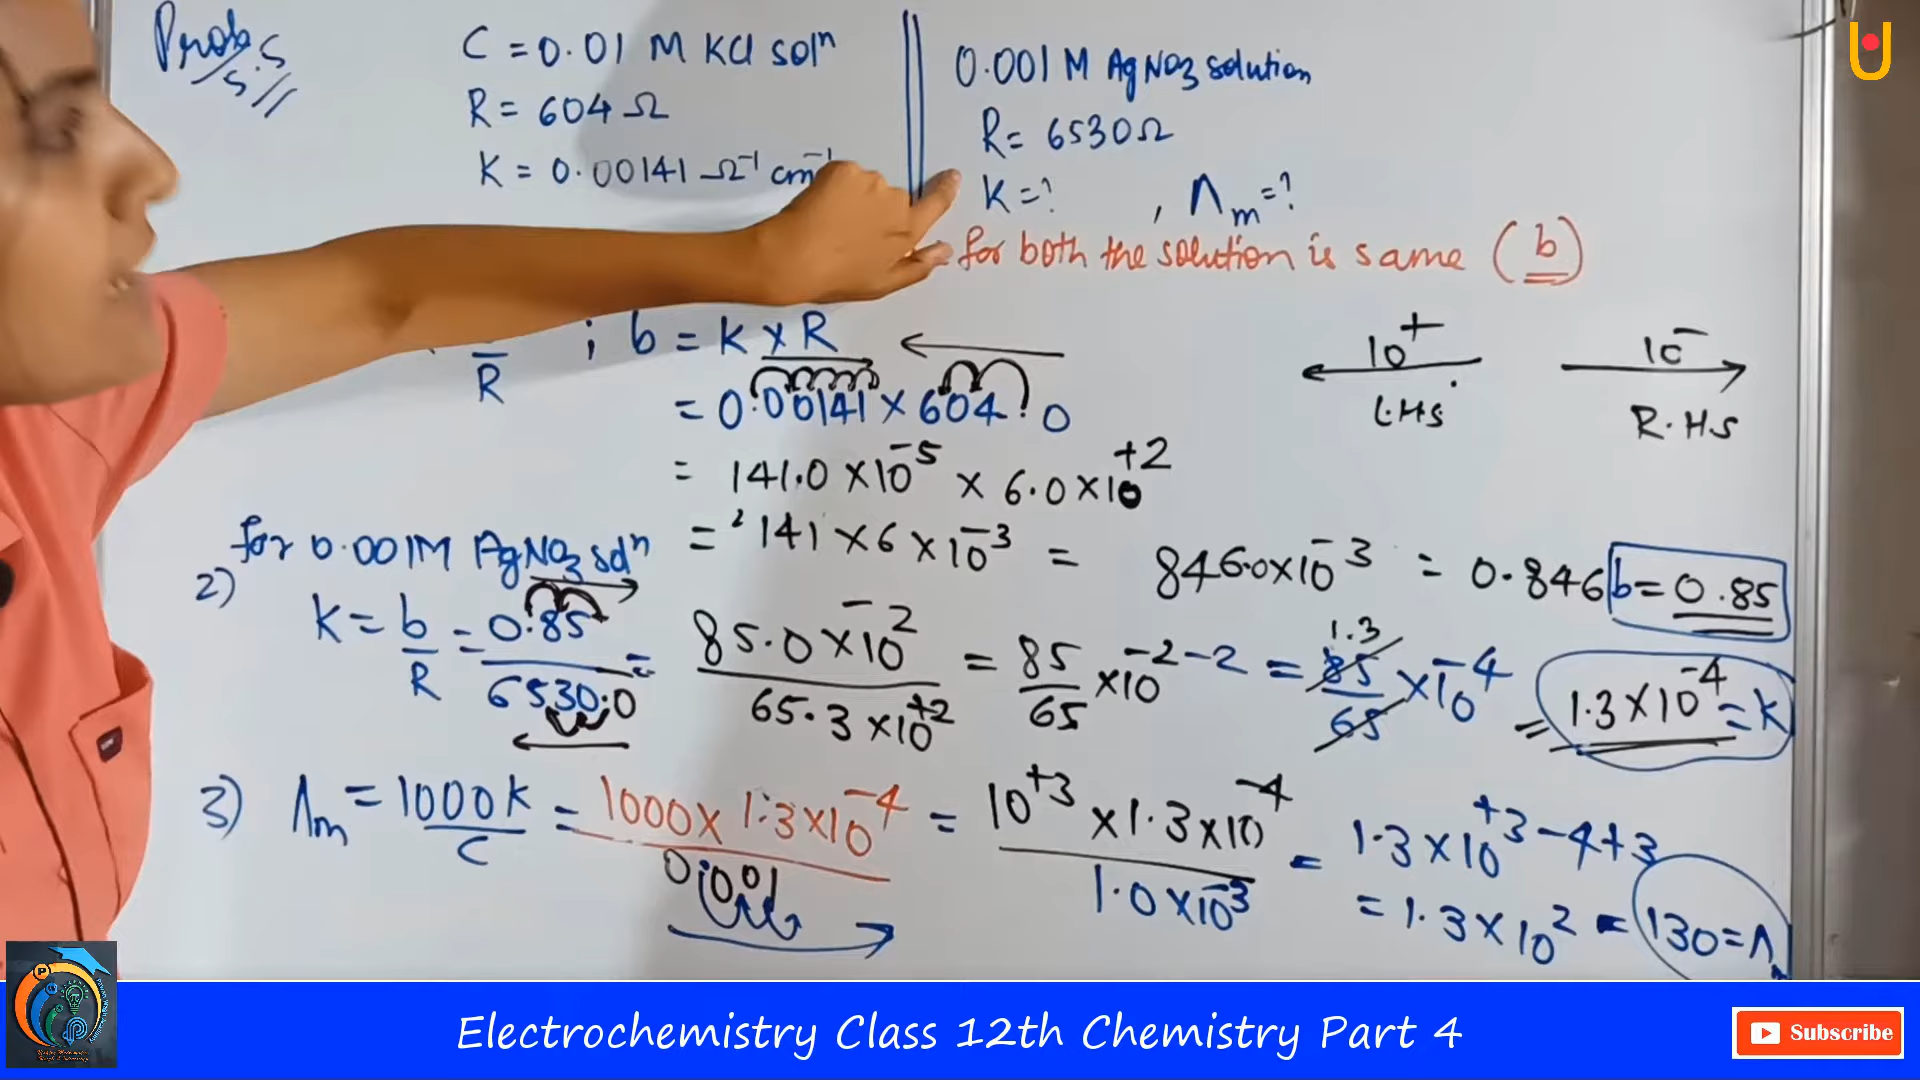 Prob 5.5
C = 0.01 M KCl solⁿ
R = 604 Ω
K = 0.00141 Ω⁻¹ cm⁻¹
0.001 M AgNO3 solution
R = 6530 Ω
K = ? , Λm = ?
for both the solution is same (b)
R ; b = K × R
= 0.00141 × 604.0
= 141.0 × 10⁻⁵ × 6.0 × 10⁺²
= 141 × 6 × 10⁻³ = 846.0 × 10⁻³ = 0.846 b = 0.85
10⁺ L.H.S
10⁻ R.H.S
2) for 0.001M AgNO3 solⁿ
K = b/R = 0.85/6530.0 = 85.0 × 10⁻²/65.3 × 10⁺² = 85/65 × 10⁻²⁻² = 1.3 85/65 × 10⁻⁴ = 1.3 × 10⁻⁴ = K
3) Λm = 1000 K/C = 1000 × 1.3 × 10⁻⁴/0.001 = 10⁺³ × 1.3 × 10⁻⁴/1.0 × 10⁻³ = 1.3 × 10⁺³⁻⁴⁺³
= 1.3 × 10² = 130 = Λm
Electrochemistry Class 12th Chemistry Part 4
Subscribe